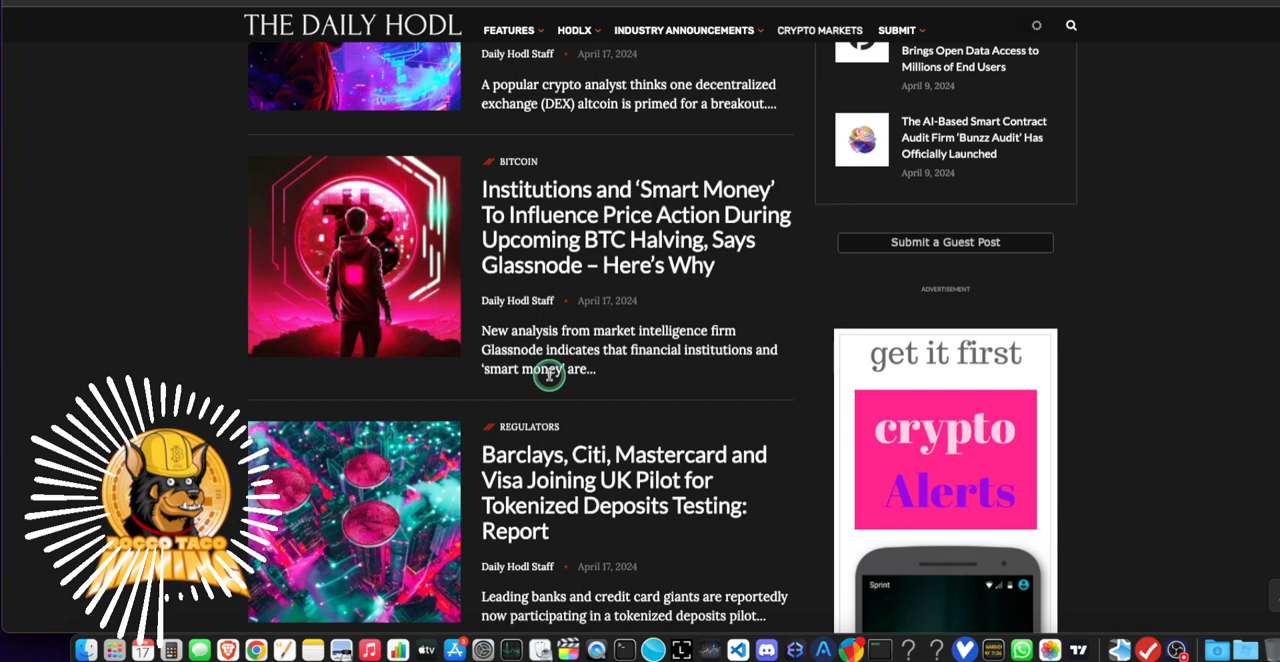 THE DAILY HODL
FEATURES
HODLX
INDUSTRY ANNOUNCEMENTS
CRYPTO MARKETS
SUBMIT
Daily Hodl Staff • April 17, 2024
A popular crypto analyst thinks one decentralized
exchange (DEX) altcoin is primed for a breakout....
BITCOIN
Institutions and ‘Smart Money’
To Influence Price Action During
Upcoming BTC Halving, Says
Glassnode – Here’s Why
Daily Hodl Staff • April 17, 2024
New analysis from market intelligence firm
Glassnode indicates that financial institutions and
‘smart money’ are...
REGULATORS
Barclays, Citi, Mastercard and
Visa Joining UK Pilot for
Tokenized Deposits Testing:
Report
Daily Hodl Staff • April 17, 2024
Leading banks and credit card giants are reportedly
now participating in a tokenized deposits pilot...
Brings Open Data Access to
Millions of End Users
April 9, 2024
The AI-Based Smart Contract
Audit Firm ‘Bunzz Audit’ Has
Officially Launched
April 9, 2024
Submit a Guest Post
ADVERTISEMENT
get it first
crypto
Alerts
Sprint
ROCCO TACO
17
tv